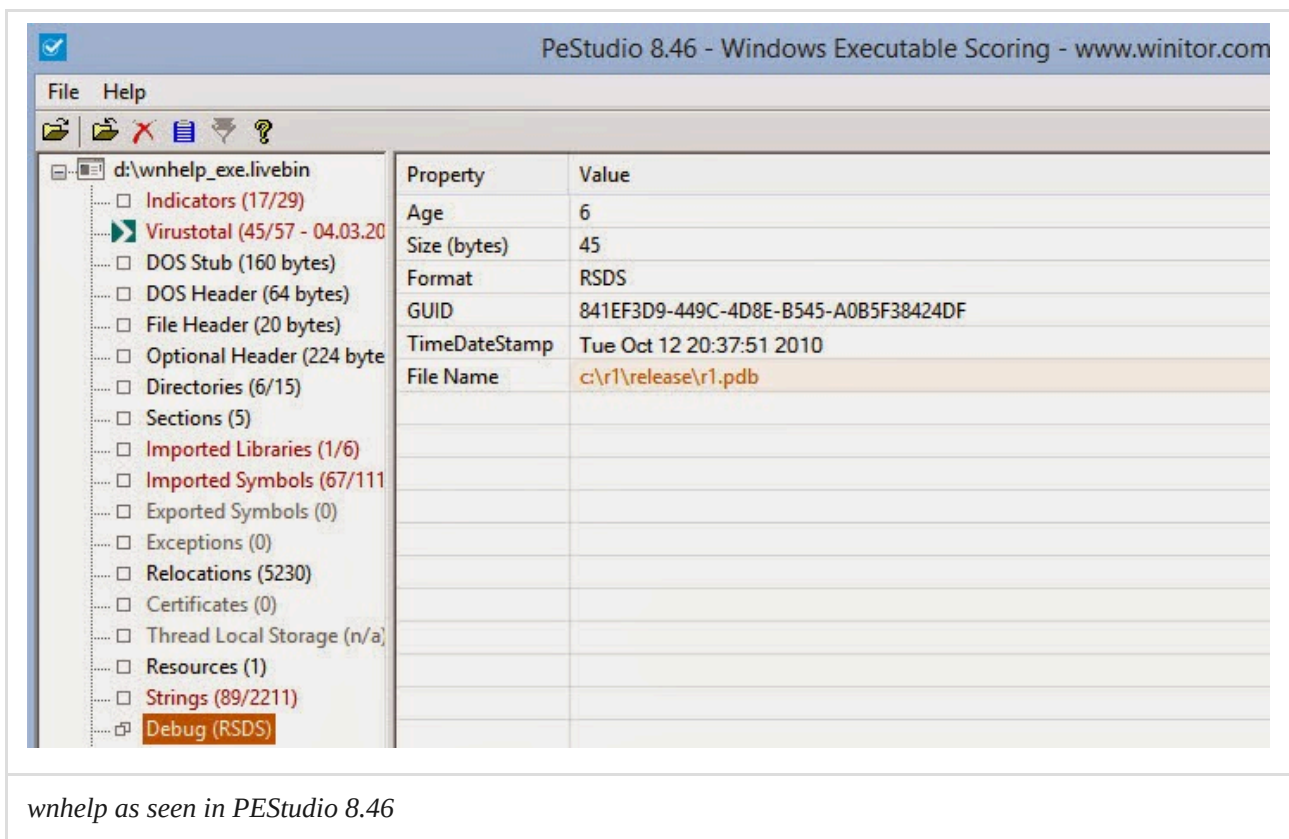 PeStudio 8.46 - Windows Executable Scoring - www.winitor.com
File Help
d:\wnhelp_exe.livebin
Indicators (17/29)
Virustotal (45/57 - 04.03.20
DOS Stub (160 bytes)
DOS Header (64 bytes)
File Header (20 bytes)
Optional Header (224 byte
Directories (6/15)
Sections (5)
Imported Libraries (1/6)
Imported Symbols (67/111
Exported Symbols (0)
Exceptions (0)
Relocations (5230)
Certificates (0)
Thread Local Storage (n/a)
Resources (1)
Strings (89/2211)
Debug (RSDS)
Property Value
Age 6
Size (bytes) 45
Format RSDS
GUID 841EF3D9-449C-4D8E-B545-A0B5F38424DF
TimeDateStamp Tue Oct 12 20:37:51 2010
File Name c:\r1\release\r1.pdb
wnhelp as seen in PEStudio 8.46